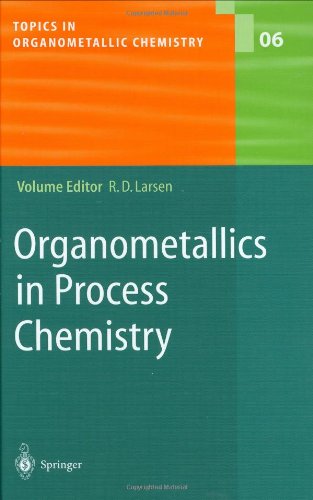 TOPICS IN
ORGANOMETALLIC CHEMISTRY
06
Volume Editor R. D. Larsen
Organometallics
in Process
Chemistry
Springer